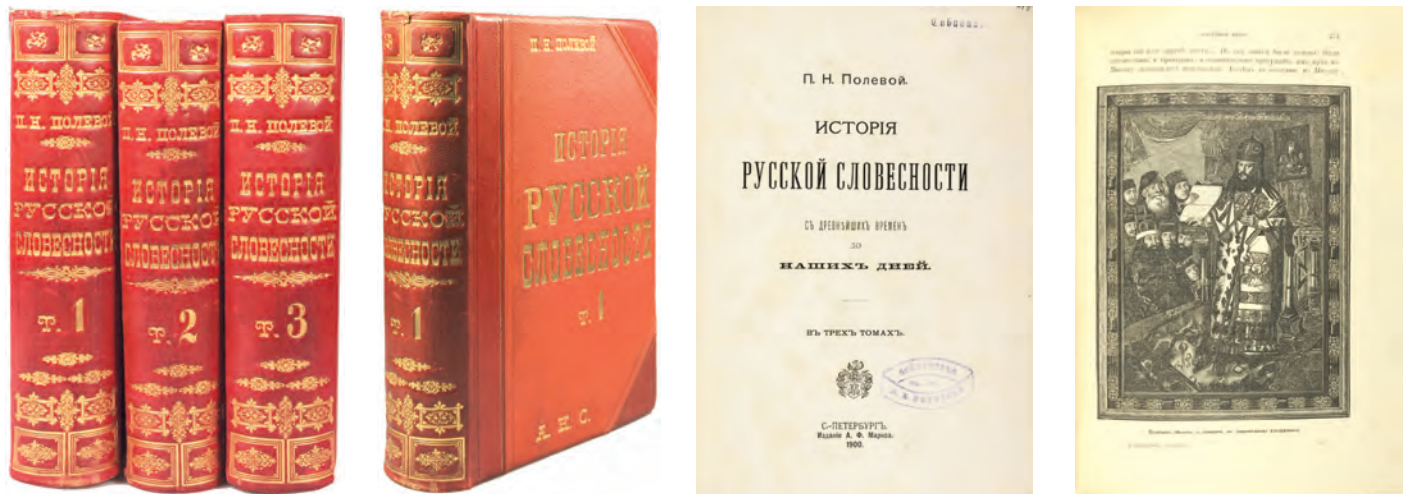 П. Н. ПОЛЕВОЙ
ИСТОРІЯ
РУССКОЙ
СЛОВЕСНОСТИ
Т. 1
П. Н. ПОЛЕВОЙ
ИСТОРІЯ
РУССКОЙ
СЛОВЕСНОСТИ
Т. 2
П. Н. ПОЛЕВОЙ
ИСТОРІЯ
РУССКОЙ
СЛОВЕСНОСТИ
Т. 3
П. Н. ПОЛЕВОЙ
ИСТОРІЯ
РУССКОЙ
СЛОВЕСНОСТИ
Т. 1
П. Н. ПОЛЕВОЙ
ИСТОРІЯ
РУССКОЙ
СЛОВЕСНОСТИ
Т. 1
А. Н. С.
П. Н. Полевой.
ИСТОРІЯ
РУССКОЙ СЛОВЕСНОСТИ
СЪ ДРЕВНѢЙШИХЪ ВРЕМЕНЪ
ДО
НАШИХЪ ДНЕЙ.
ВЪ ТРЕХЪ ТОМАХЪ.
С.-ПЕТЕРБУРГЪ.
Изданіе А. Ф. Маркса.
1900.